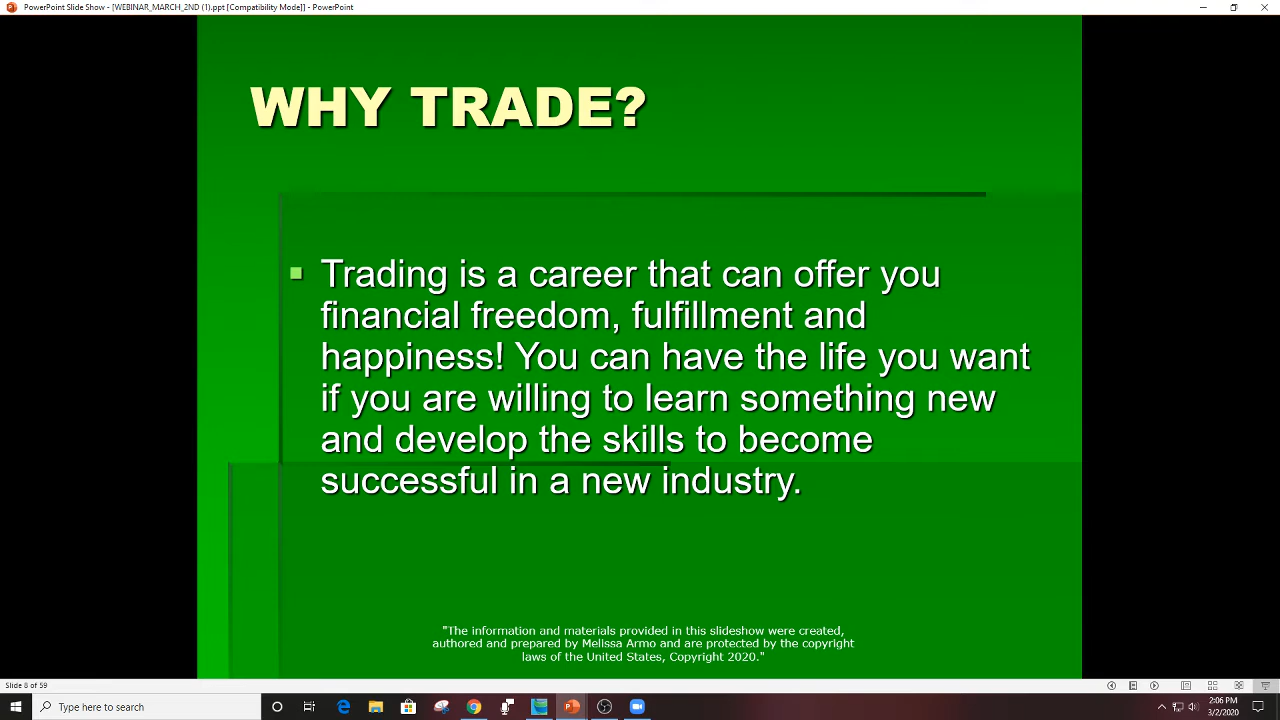 PowerPoint Slide Show - [WEBINAR_MARCH_2ND (1).ppt [Compatibility Mode]] - PowerPoint
WHY TRADE?
Trading is a career that can offer you
financial freedom, fulfillment and
happiness! You can have the life you want
if you are willing to learn something new
and develop the skills to become
successful in a new industry.
"The information and materials provided in this slideshow were created,
authored and prepared by Melissa Armo and are protected by the copyright
laws of the United States, Copyright 2020."
Slide 8 of 59
Type here to search
2:06 PM
3/2/2020